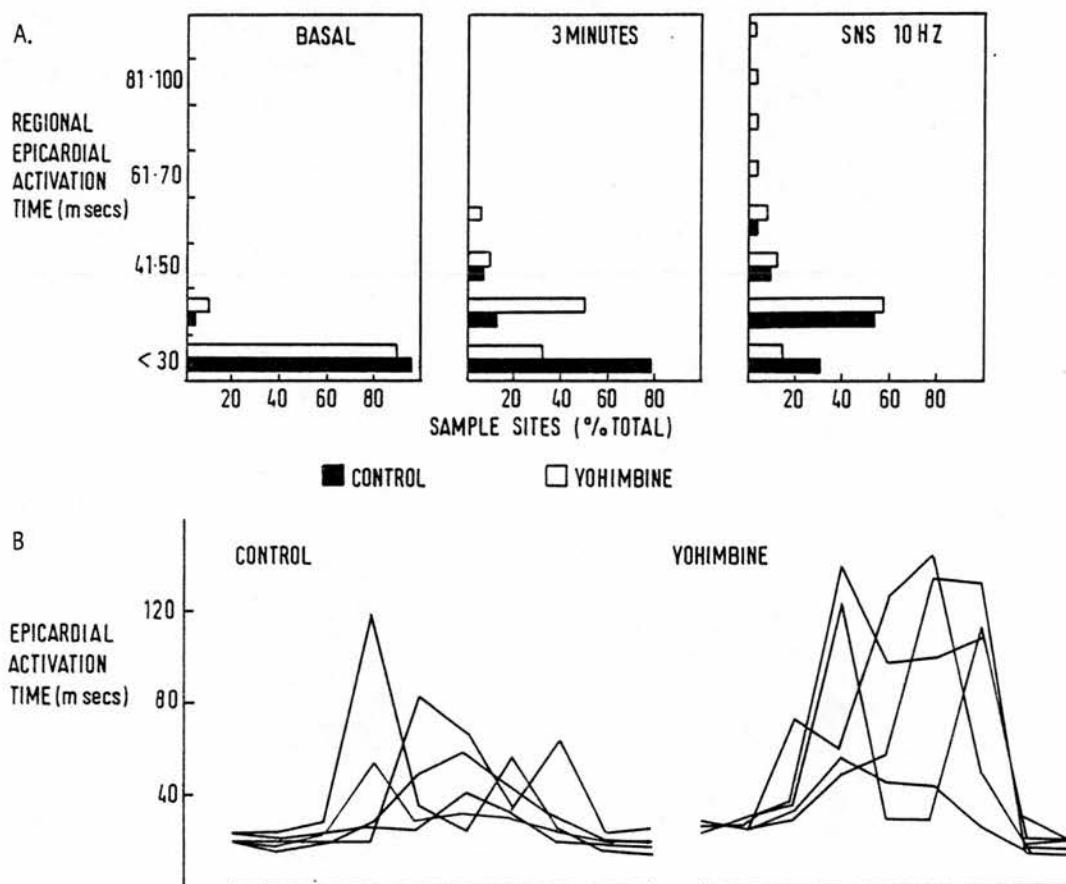 A.
BASAL
3 MINUTES
SNS 10 HZ
81·100
REGIONAL
EPICARDIAL
ACTIVATION
TIME (m secs)
61·70
41·50
< 30
20 40 60 80
20 40 60 80
20 40 60 80
SAMPLE SITES (% TOTAL)
CONTROL
YOHIMBINE
B
CONTROL
YOHIMBINE
120
EPICARDIAL
ACTIVATION
TIME (m secs)
80
40